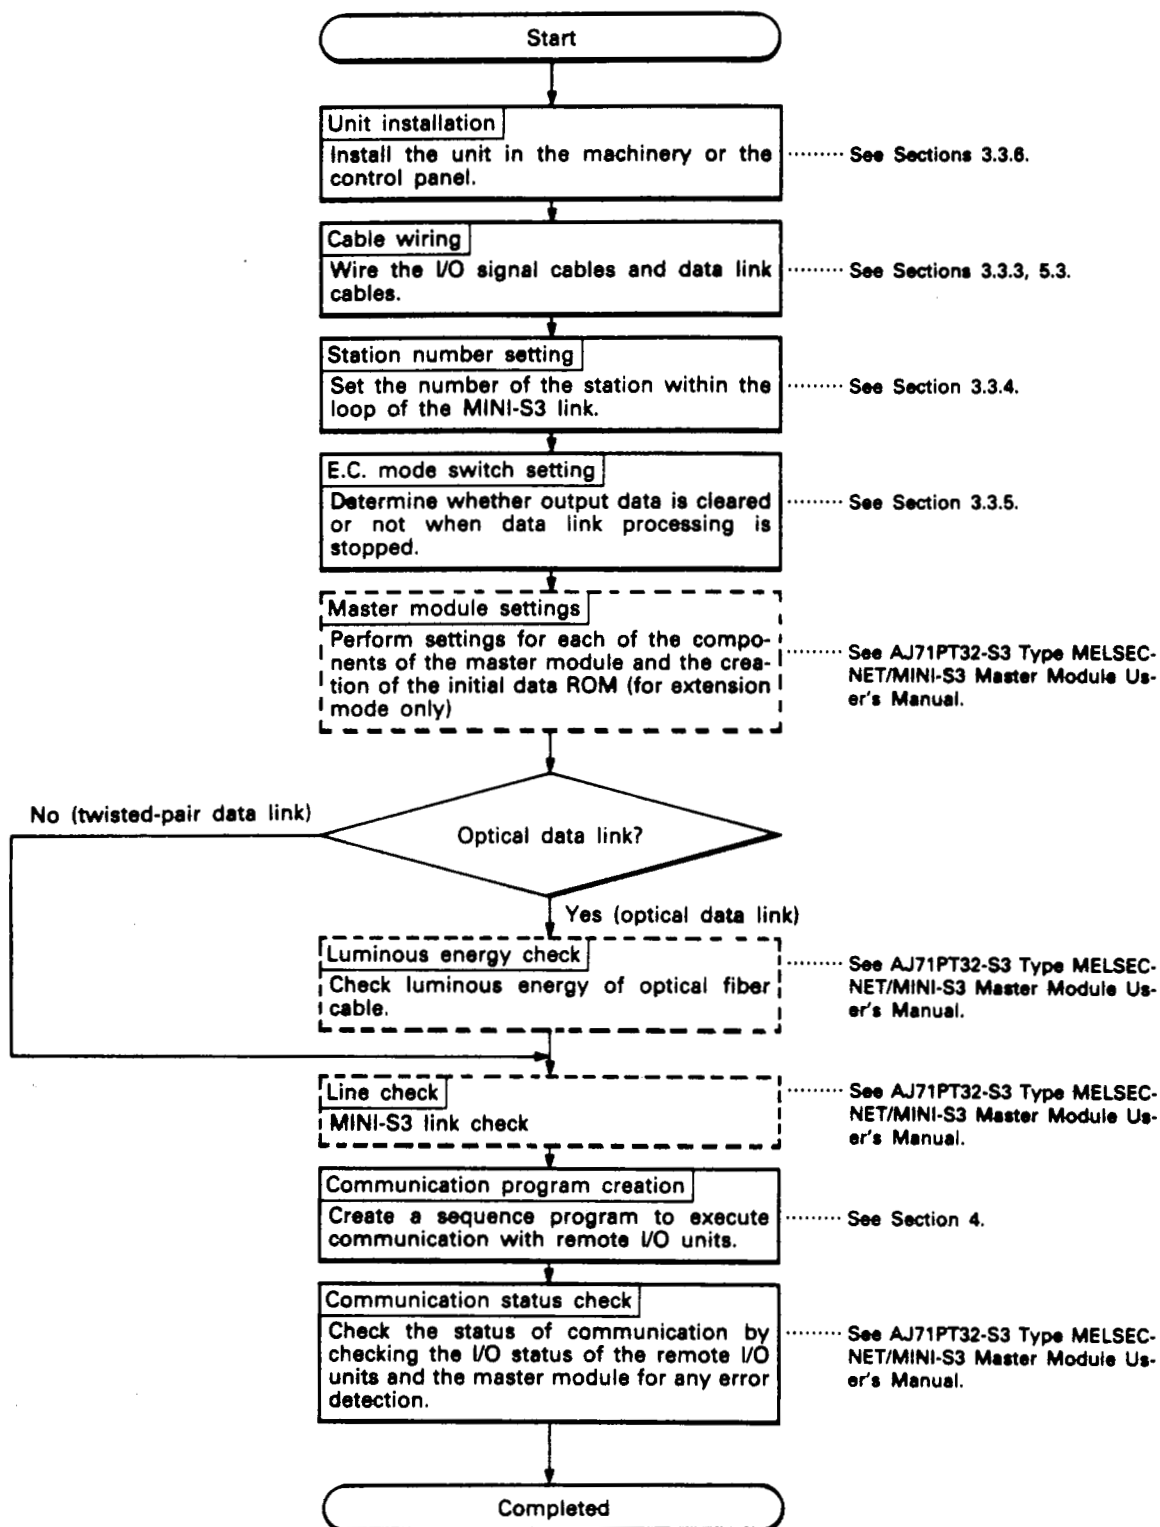 Start
Unit installation
Install the unit in the machinery or the
control panel.
········· See Sections 3.3.6.
Cable wiring
Wire the I/O signal cables and data link
cables.
········· See Sections 3.3.3, 5.3.
Station number setting
Set the number of the station within the
loop of the MINI-S3 link.
········· See Section 3.3.4.
E.C. mode switch setting
Determine whether output data is cleared
or not when data link processing is
stopped.
········· See Section 3.3.5.
Master module settings
Perform settings for each of the compo-
nents of the master module and the crea-
tion of the initial data ROM (for extension
mode only)
········· See AJ71PT32-S3 Type MELSEC-
NET/MINI-S3 Master Module Us-
er's Manual.
No (twisted-pair data link)
Optical data link?
Yes (optical data link)
Luminous energy check
Check luminous energy of optical fiber
cable.
········· See AJ71PT32-S3 Type MELSEC-
NET/MINI-S3 Master Module Us-
er's Manual.
Line check
MINI-S3 link check
········· See AJ71PT32-S3 Type MELSEC-
NET/MINI-S3 Master Module Us-
er's Manual.
Communication program creation
Create a sequence program to execute
communication with remote I/O units.
········· See Section 4.
Communication status check
Check the status of communication by
checking the I/O status of the remote I/O
units and the master module for any error
detection.
········· See AJ71PT32-S3 Type MELSEC-
NET/MINI-S3 Master Module Us-
er's Manual.
Completed